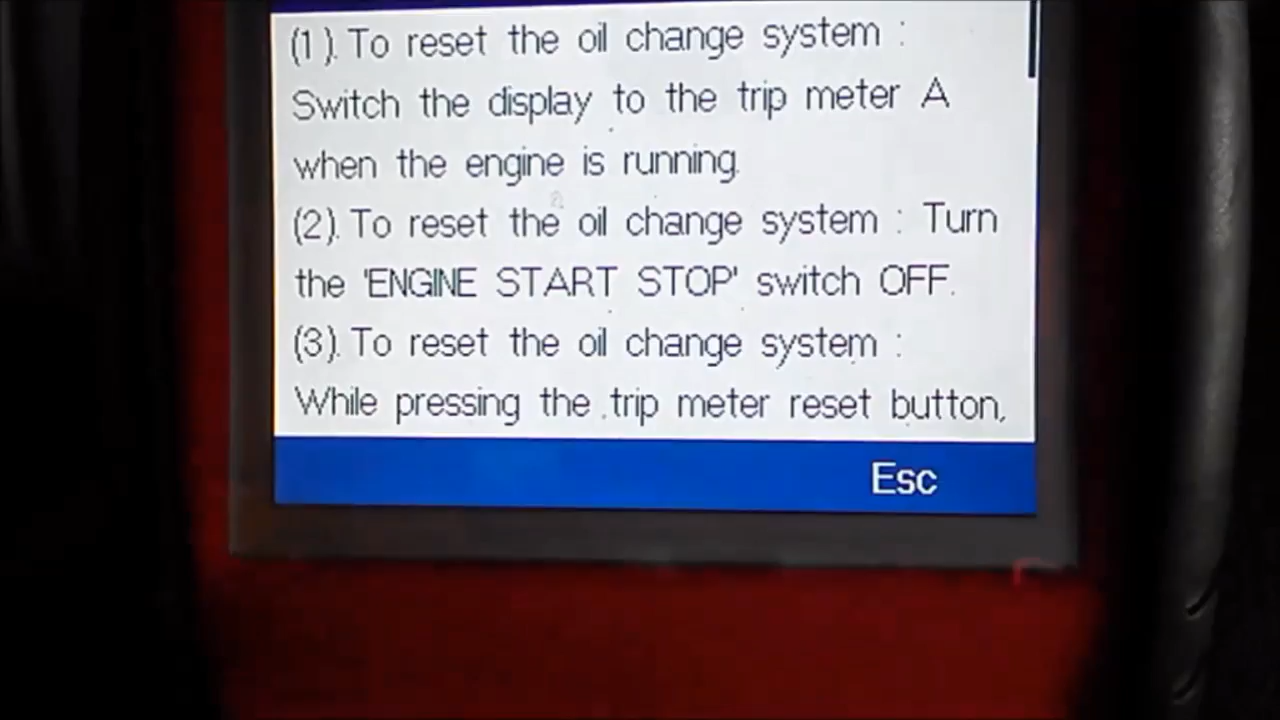 (1). To reset the oil change system :
Switch the display to the trip meter A
when the engine is running.
(2). To reset the oil change system : Turn
the 'ENGINE START STOP' switch OFF.
(3). To reset the oil change system :
While pressing the trip meter reset button,
Esc